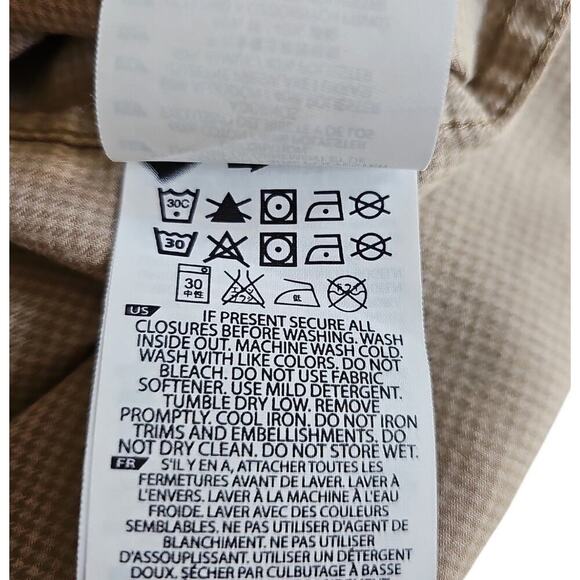 30C
30
30
中性
エンソ
低
US IF PRESENT SECURE ALL
CLOSURES BEFORE WASHING. WASH
INSIDE OUT. MACHINE WASH COLD.
WASH WITH LIKE COLORS. DO NOT
BLEACH. DO NOT USE FABRIC
SOFTENER. USE MILD DETERGENT.
TUMBLE DRY LOW. REMOVE
PROMPTLY. COOL IRON. DO NOT IRON
TRIMS AND EMBELLISHMENTS. DO
NOT DRY CLEAN. DO NOT STORE WET.
FR S'IL Y EN A, ATTACHER TOUTES LES
FERMETURES AVANT DE LAVER. LAVER À
L'ENVERS. LAVER À LA MACHINE À L'EAU
FROIDE. LAVER AVEC DES COULEURS
SEMBLABLES. NE PAS UTILISER D'AGENT DE
BLANCHIMENT. NE PAS UTILISER
D'ASSOUPLISSANT. UTILISER UN DÉTERGENT
DOUX. SÉCHER PAR CULBUTAGE À BASSE